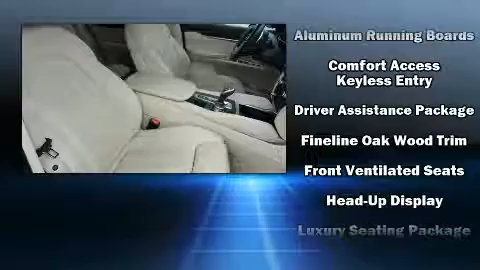 Aluminum Running Boards
Comfort Access
Keyless Entry
Driver Assistance Package
Fineline Oak Wood Trim
Front Ventilated Seats
Head-Up Display
Luxury Seating Package